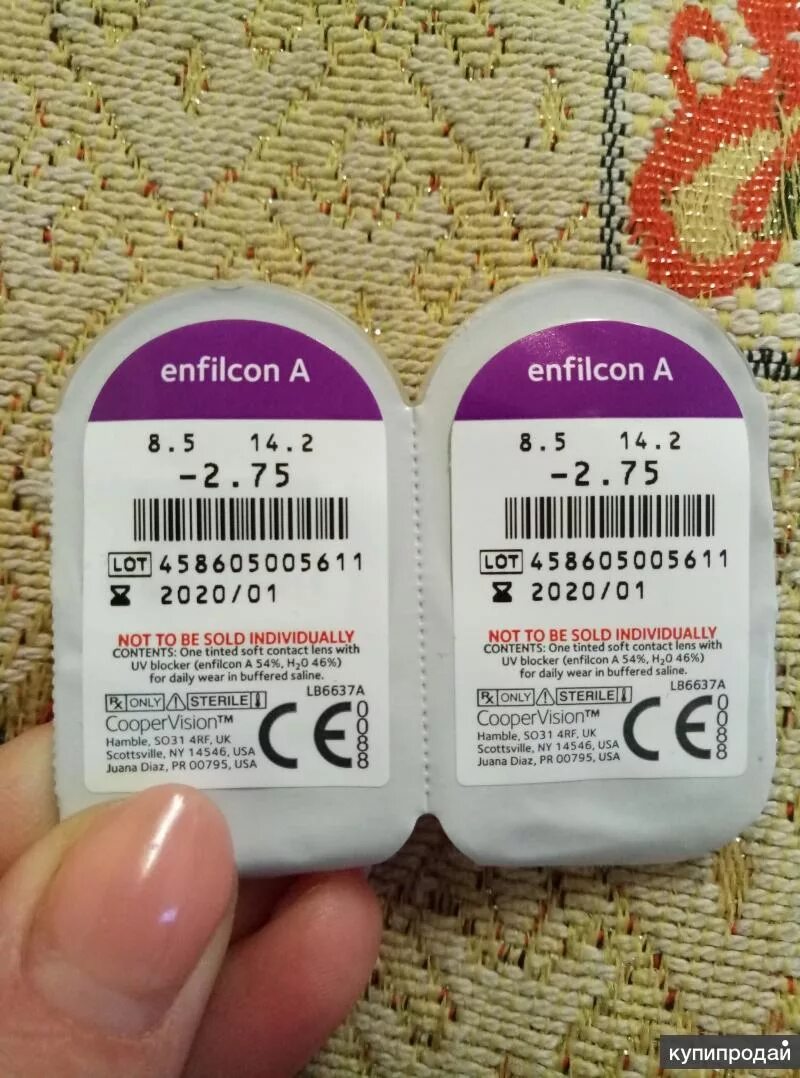 enfilcon A
8.5 14.2
-2.75
LOT 458605005611
2020/01
NOT TO BE SOLD INDIVIDUALLY
CONTENTS: One tinted soft contact lens with
UV blocker (enfilcon A 54%, H₂0 46%)
for daily wear in buffered saline.
LB6637A
Rx ONLY STERILE
CooperVision™
Hamble, SO31 4RF, UK
Scottsville, NY 14546, USA
Juana Diaz, PR 00795, USA
CE 0088
enfilcon A
8.5 14.2
-2.75
LOT 458605005611
2020/01
NOT TO BE SOLD INDIVIDUALLY
CONTENTS: One tinted soft contact lens with
UV blocker (enfilcon A 54%, H₂0 46%)
for daily wear in buffered saline.
LB6637A
Rx ONLY STERILE
CooperVision™
Hamble, SO31 4RF, UK
Scottsville, NY 14546, USA
Juana Diaz, PR 00795, USA
CE 0088
купипродай